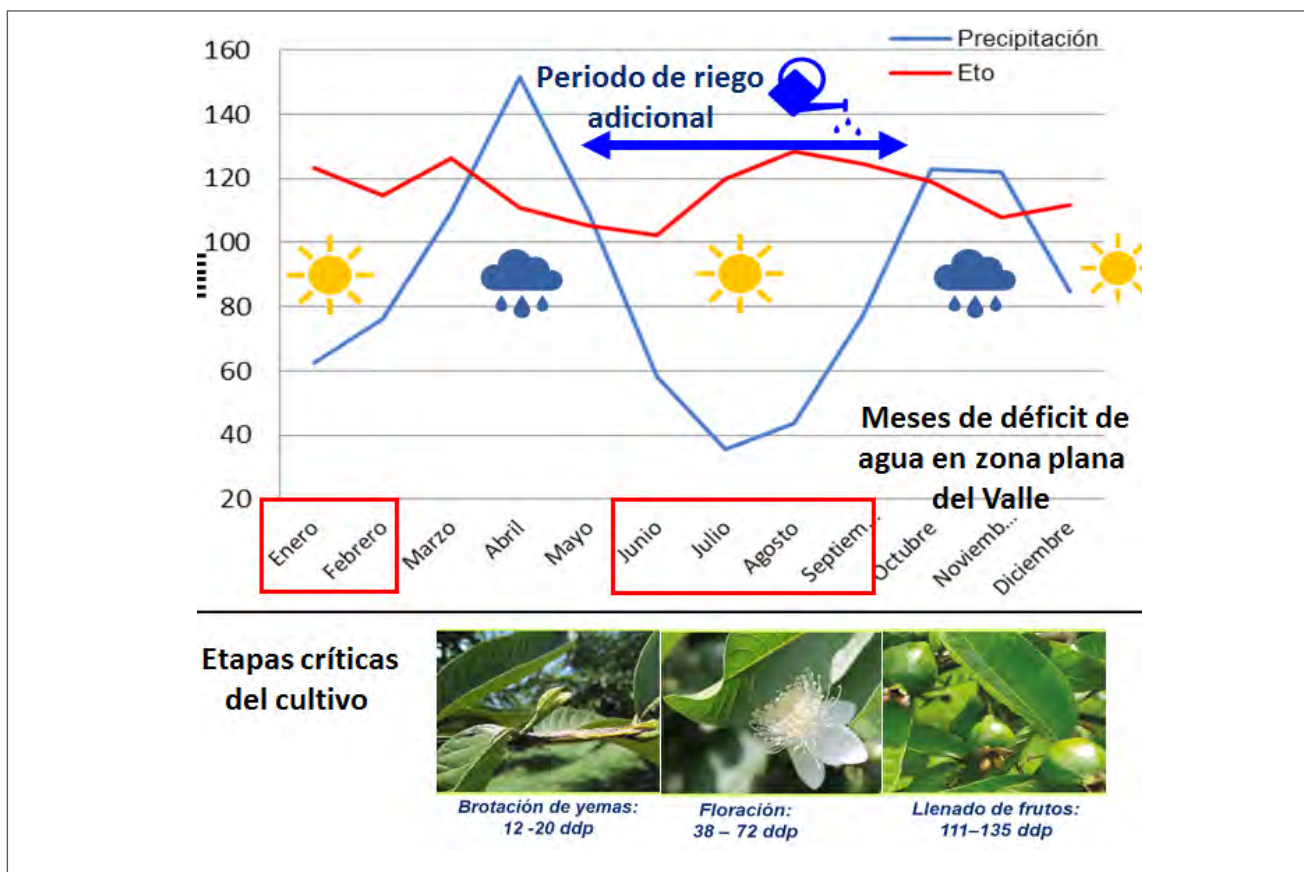 160
140
120
100
80
60
40
20
Precipitación
Eto
Periodo de riego
adicional
Meses de déficit de
agua en zona plana
del Valle
Enero
Febrero
Marzo
Abril
Mayo
Junio
Julio
Agosto
Septiem...
Octubre
Noviemb...
Diciembre
Etapas críticas
del cultivo
Brotación de yemas:
12 -20 ddp
Floración:
38 – 72 ddp
Llenado de frutos:
111–135 ddp